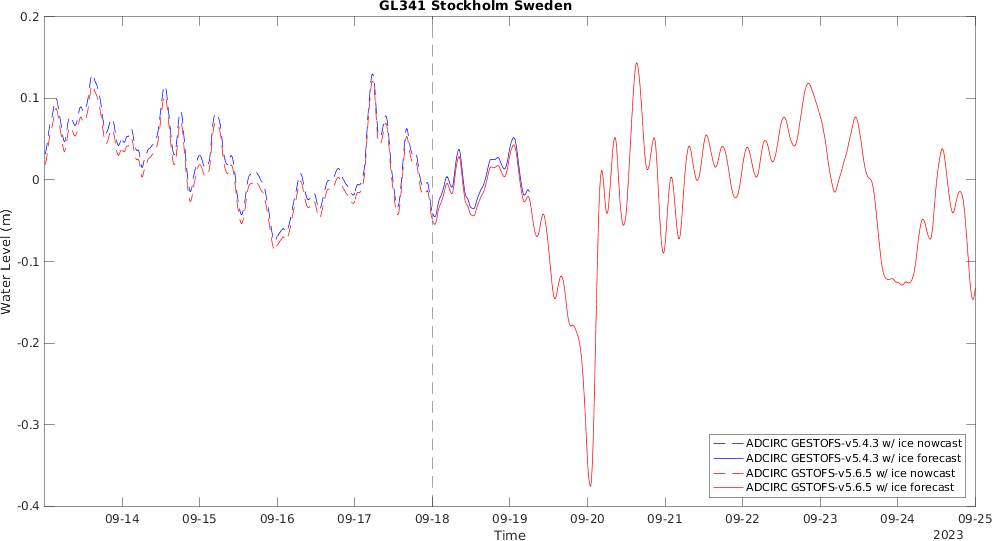 GL341 Stockholm Sweden
0.2
0.1
0
-0.1
-0.2
-0.3
-0.4
Water Level (m)
ADCIRC GESTOFS-v5.4.3 w/ ice nowcast
ADCIRC GESTOFS-v5.4.3 w/ ice forecast
ADCIRC GSTOFS-v5.6.5 w/ ice nowcast
ADCIRC GSTOFS-v5.6.5 w/ ice forecast
09-14 09-15 09-16 09-17 09-18 09-19 09-20 09-21 09-22 09-23 09-24 09-25
Time
2023